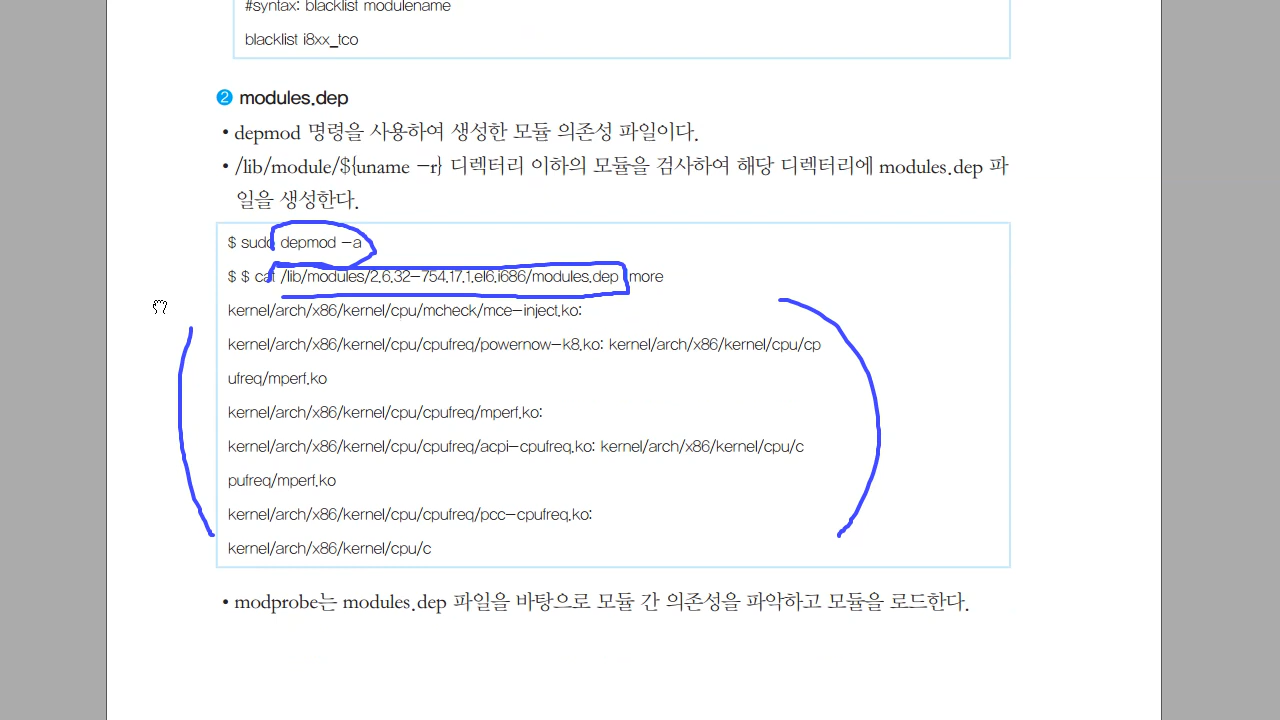 #syntax: blacklist modulename
blacklist i8xx_tco
2 modules.dep
• depmod 명령을 사용하여 생성한 모듈 의존성 파일이다.
• /lib/module/${uname -r} 디렉터리 이하의 모듈을 검사하여 해당 디렉터리에 modules.dep 파
일을 생성한다.
$ sudo depmod -a
$ $ cat /lib/modules/2.6.32-754.17.1.el6.i686/modules.dep more
kernel/arch/x86/kernel/cpu/mcheck/mce-inject.ko:
kernel/arch/x86/kernel/cpu/cpufreq/powernow-k8.ko: kernel/arch/x86/kernel/cpu/cp
ufreq/mperf.ko
kernel/arch/x86/kernel/cpu/cpufreq/mperf.ko:
kernel/arch/x86/kernel/cpu/cpufreq/acpi-cpufreq.ko: kernel/arch/x86/kernel/cpu/c
pufreq/mperf.ko
kernel/arch/x86/kernel/cpu/cpufreq/pcc-cpufreq.ko:
kernel/arch/x86/kernel/cpu/c
• modprobe는 modules.dep 파일을 바탕으로 모듈 간 의존성을 파악하고 모듈을 로드한다.